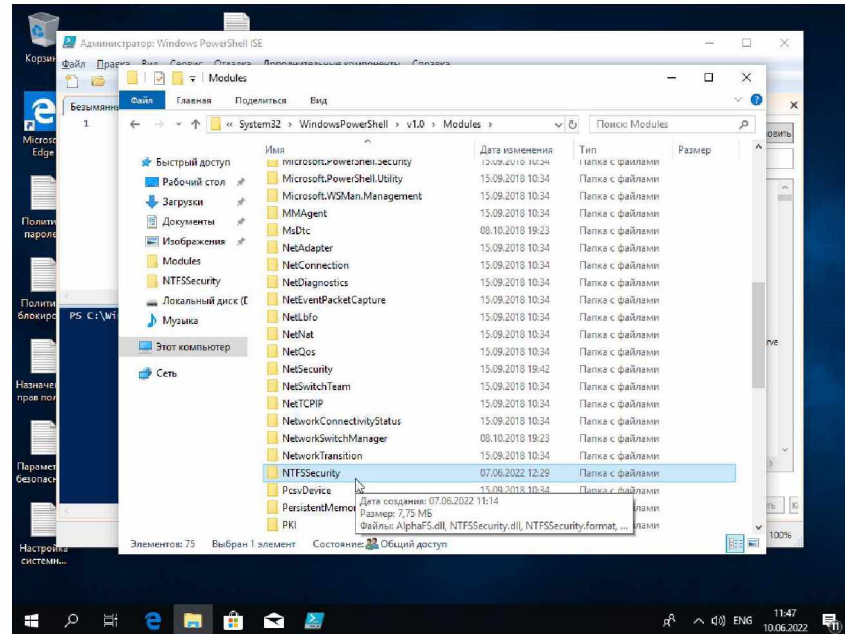 Корзин
Администратор: Windows PowerShell ISE
Файл Правка Вид Сервис Отладка Дополнительные компоненты Справка
Modules
Файл Главная Поделиться Вид
Безымянн
1
System32 › WindowsPowerShell › v1.0 › Modules ›
Поиск: Modules
Microso
Edge
Полити
пароле
Полити
блокиро
Назначе
прав пол
Парамет
безопасн
Настройка
системн...
PS C:\Wi
Быстрый доступ
Рабочий стол
Загрузки
Документы
Изображения
Modules
NTFSSecurity
Локальный диск (
Музыка
Этот компьютер
Сеть
Имя Дата изменения Тип Размер
Microsoft.PowerShell.Security 15.09.2018 10:34 Папка с файлами
Microsoft.PowerShell.Utility 15.09.2018 10:34 Папка с файлами
Microsoft.WSMan.Management 15.09.2018 10:34 Папка с файлами
MMAgent 15.09.2018 10:34 Папка с файлами
MsDtc 08.10.2018 19:23 Папка с файлами
NetAdapter 15.09.2018 10:34 Папка с файлами
NetConnection 15.09.2018 10:34 Папка с файлами
NetDiagnostics 15.09.2018 10:34 Папка с файлами
NetEventPacketCapture 15.09.2018 10:34 Папка с файлами
NetLbfo 15.09.2018 10:34 Папка с файлами
NetNat 15.09.2018 10:34 Папка с файлами
NetQos 15.09.2018 10:34 Папка с файлами
NetSecurity 15.09.2018 19:42 Папка с файлами
NetSwitchTeam 15.09.2018 10:34 Папка с файлами
NetTCPIP 15.09.2018 10:34 Папка с файлами
NetworkConnectivityStatus 15.09.2018 10:34 Папка с файлами
NetworkSwitchManager 08.10.2018 19:23 Папка с файлами
NetworkTransition 15.09.2018 10:34 Папка с файлами
NTFSSecurity 07.06.2022 12:29 Папка с файлами
PcsvDevice 15.09.2018 10:34 Папка с файлами
PersistentMemor
PKI
Дата создания: 07.06.2022 11:14
Размер: 7,75 МБ
Файлы: AlphaFS.dll, NTFSSecurity.dll, NTFSSecurity.format, ...
Элементов: 75 Выбран 1 элемент Состояние: Общий доступ
овить
rve
100%
ENG
11:47
10.06.2022
11